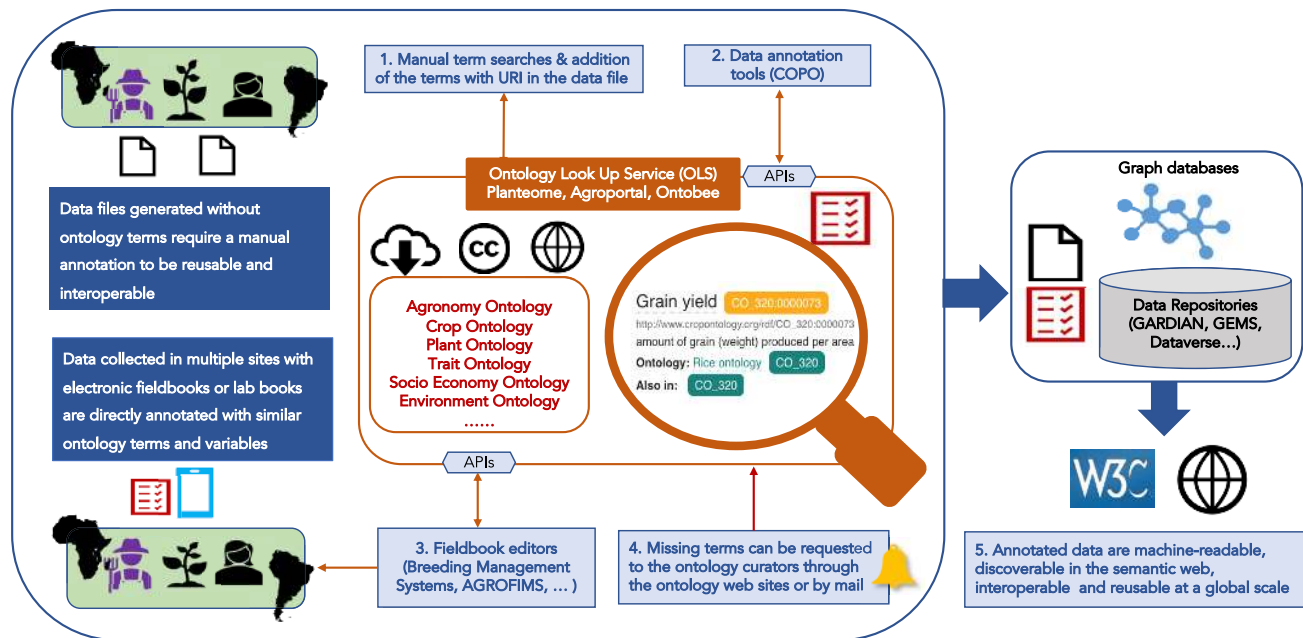 1. Manual term searches & addition
of the terms with URI in the data file
2. Data annotation
tools (COPO)
Data files generated without
ontology terms require a manual
annotation to be reusable and
interoperable
Data collected in multiple sites with
electronic fieldbooks or lab books
are directly annotated with similar
ontology terms and variables
Ontology Look Up Service (OLS)
Planteome, Agroportal, Ontobee
APIs
CC
Agronomy Ontology
Crop Ontology
Plant Ontology
Trait Ontology
Socio Economy Ontology
Environment Ontology
......
Grain yield CO_320:0000073
http://www.cropontology.org/rdf/CO_320:0000073
amount of grain (weight) produced per area
Ontology: Rice ontology CO_320
Also in: CO_320
APIs
3. Fieldbook editors
(Breeding Management
Systems, AGROFIMS, ... )
4. Missing terms can be requested
to the ontology curators through
the ontology web sites or by mail
Graph databases
Data Repositories
(GARDIAN, GEMS,
Dataverse...)
W3C
5. Annotated data are machine-readable,
discoverable in the semantic web,
interoperable and reusable at a global scale